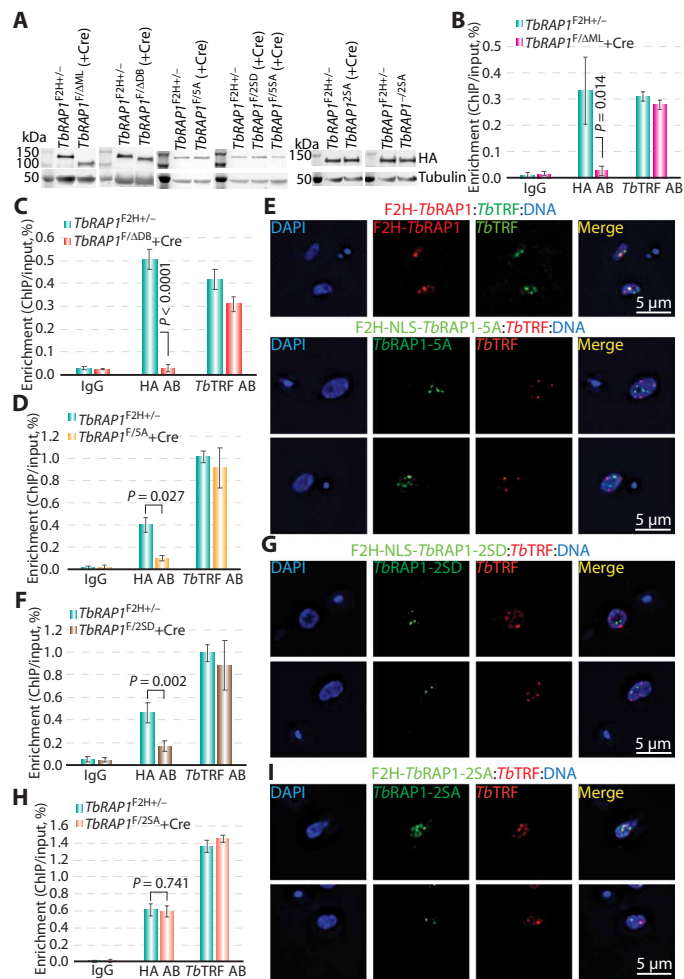 A
TbRAP1F2H+/–
TbRAP1F/ΔML (+Cre)
TbRAP1F2H+/–
TbRAP1F/ΔDB (+Cre)
TbRAP1F2H+/–
TbRAP1F/5A (+Cre)
TbRAP1F2H+/–
TbRAP1F/2SD (+Cre)
TbRAP1F/5SA (+Cre)
TbRAP1F2H+/–
TbRAP12SA (+Cre)
TbRAP1F2H+/–
TbRAP1–/2SA
kDa
150
100
50
150
50
HA
Tubulin
B
TbRAP1F2H+/–
TbRAP1F/ΔML+Cre
Enrichment (ChIP/input, %)
0.4
0.3
0.2
0.1
0
P = 0.014
IgG HA AB TbTRF AB
C
TbRAP1F2H+/–
TbRAP1F/ΔDB+Cre
Enrichment (ChIP/input, %)
0.6
0.5
0.4
0.3
0.2
0.1
0
P < 0.0001
IgG HA AB TbTRF AB
D
TbRAP1F2H+/–
TbRAP1F/5A+Cre
Enrichment (ChIP/input, %)
1.2
1.0
0.8
0.6
0.4
0.2
0
P = 0.027
IgG HA AB TbTRF AB
E
F2H-TbRAP1:TbTRF:DNA
DAPI F2H-TbRAP1 TbTRF Merge
5 µm
F2H-NLS-TbRAP1-5A:TbTRF:DNA
DAPI TbRAP1-5A TbTRF Merge
5 µm
F
TbRAP1F2H+/–
TbRAP1F/2SD+Cre
Enrichment (ChIP/input, %)
1.2
1.0
0.8
0.6
0.4
0.2
0
P = 0.002
IgG HA AB TbTRF AB
G
F2H-NLS-TbRAP1-2SD:TbTRF:DNA
DAPI TbRAP1-2SD TbTRF Merge
5 µm
H
TbRAP1F2H+/–
TbRAP1F/2SA+Cre
Enrichment (ChIP/input, %)
1.6
1.4
1.2
1.0
0.8
0.6
0.4
0.2
0
P = 0.741
IgG HA AB TbTRF AB
I
F2H-TbRAP1-2SA:TbTRF:DNA
DAPI TbRAP1-2SA TbTRF Merge
5 µm